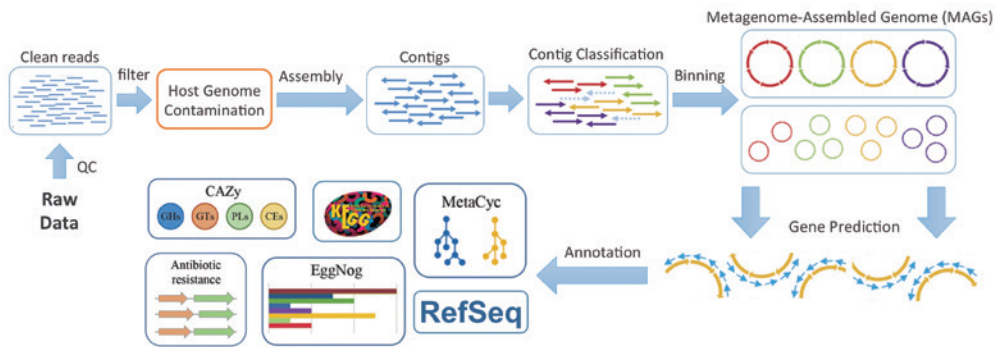 Metagenome-Assembled Genome (MAGs)
Clean reads
filter
Host Genome
Contamination
Assembly
Contigs
Contig Classification
Binning
QC
Raw
Data
CAZy
GHs
GTs
PLs
CEs
KEGG
MetaCyc
Gene Prediction
Annotation
Antibiotic
resistance
EggNog
RefSeq